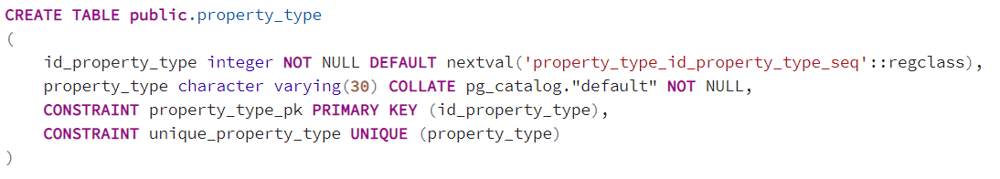 CREATE TABLE public.property_type
(
    id_property_type integer NOT NULL DEFAULT nextval('property_type_id_property_type_seq'::regclass),
    property_type character varying(30) COLLATE pg_catalog."default" NOT NULL,
    CONSTRAINT property_type_pk PRIMARY KEY (id_property_type),
    CONSTRAINT unique_property_type UNIQUE (property_type)
)